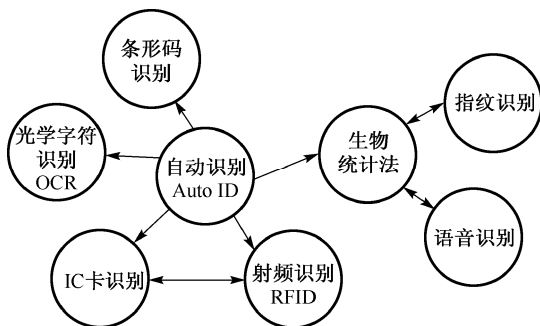 条形码
识别
光学字符
识别
OCR
自动识别
Auto ID
生物
统计法
指纹识别
语音识别
IC卡识别
射频识别
RFID